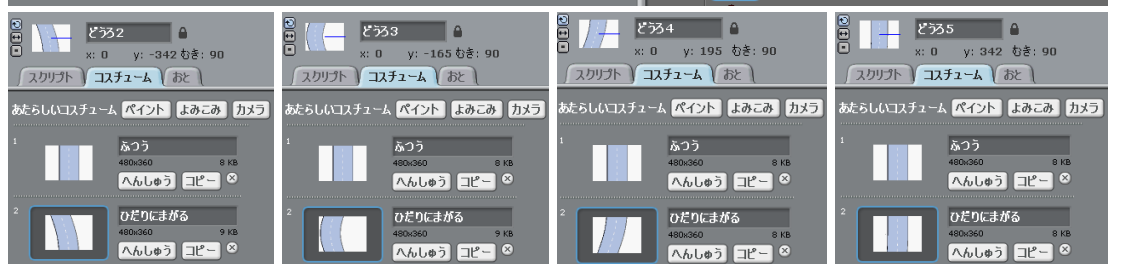 どうろ2
x: 0 y: -342 むき: 90
スクリプト コスチューム おと
あたらしいコスチューム ペイント よみこみ カメラ
1
ふつう
480x360 8 KB
へんしゅう コピー
2
ひだりにまがる
480x360 9 KB
へんしゅう コピー
どうろ3
x: 0 y: -165 むき: 90
スクリプト コスチューム おと
あたらしいコスチューム ペイント よみこみ カメラ
1
ふつう
480x360 8 KB
へんしゅう コピー
2
ひだりにまがる
480x360 9 KB
へんしゅう コピー
どうろ4
x: 0 y: 195 むき: 90
スクリプト コスチューム おと
あたらしいコスチューム ペイント よみこみ カメラ
1
ふつう
480x360 8 KB
へんしゅう コピー
2
ひだりにまがる
480x360 8 KB
へんしゅう コピー
どうろ5
x: 0 y: 342 むき: 90
スクリプト コスチューム おと
あたらしいコスチューム ペイント よみこみ カメラ
1
ふつう
480x360 8 KB
へんしゅう コピー
2
ひだりにまがる
480x360 8 KB
へんしゅう コピー